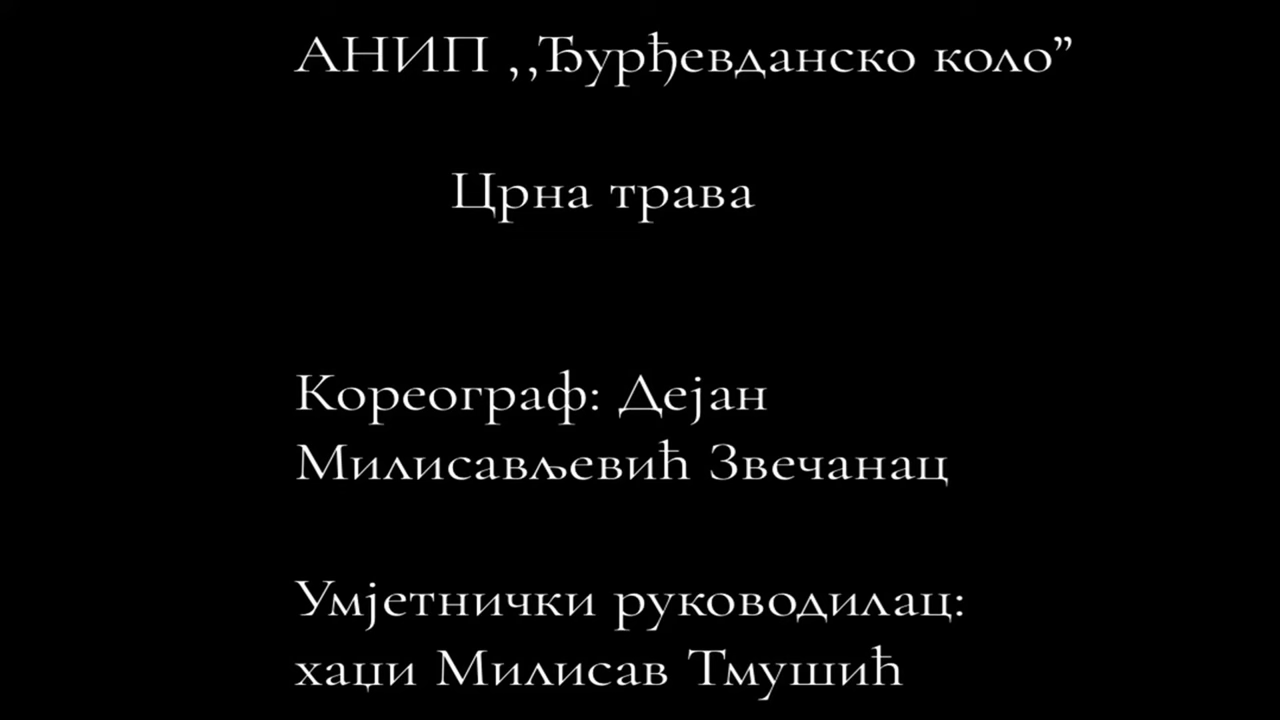 АНИП ,,Ђурђевданско коло”
Црна трава
Кореограф: Дејан
Милисављевић Звечанац
Умјетнички руководилац:
хаџи Милисав Тмушић